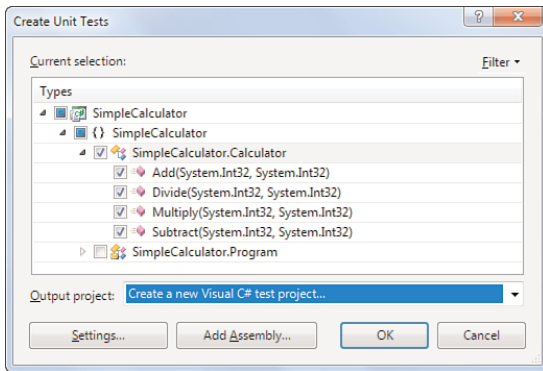 Create Unit Tests
Current selection:
Filter
Types
SimpleCalculator
{} SimpleCalculator
SimpleCalculator.Calculator
Add(System.Int32, System.Int32)
Divide(System.Int32, System.Int32)
Multiply(System.Int32, System.Int32)
Subtract(System.Int32, System.Int32)
SimpleCalculator.Program
Output project: Create a new Visual C# test project...
Settings... Add Assembly... OK Cancel